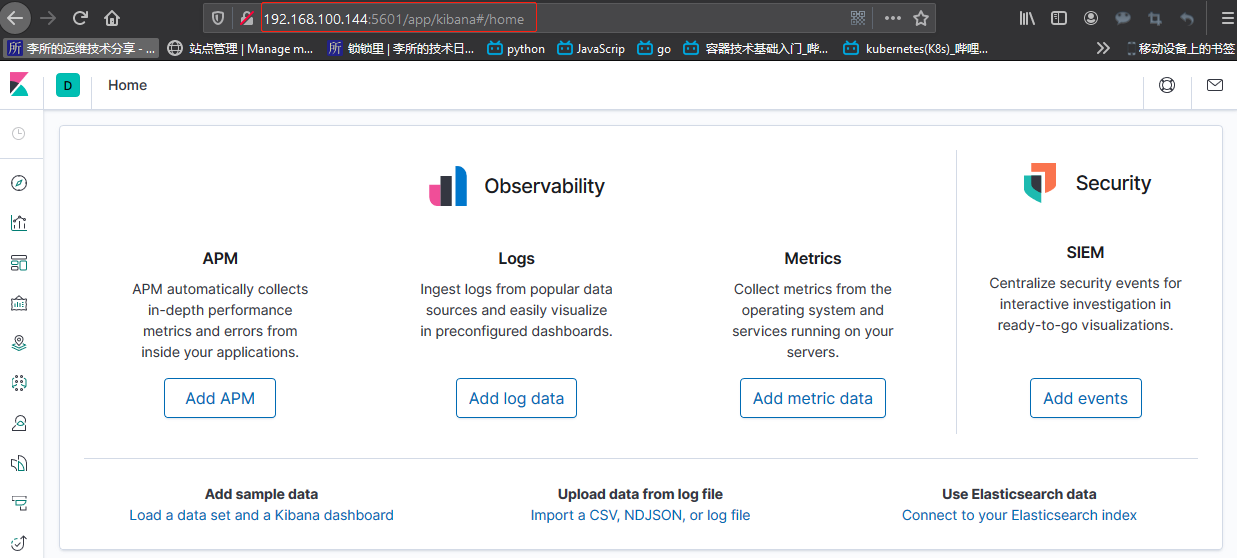 192.168.100.144:5601/app/kibana#/home
所 李所的运维技术分享 - ... 站点管理 | Manage m... 所 锁锁里 | 李所的技术日... python JavaScrip go 容器技术基础入门_哔... kubernetes(K8s)_哔哩... 移动设备上的书签
D Home
Observability
Security
APM
Logs
Metrics
SIEM
APM automatically collects
in-depth performance
metrics and errors from
inside your applications.
Ingest logs from popular data
sources and easily visualize
in preconfigured dashboards.
Collect metrics from the
operating system and
services running on your
servers.
Centralize security events for
interactive investigation in
ready-to-go visualizations.
Add APM
Add log data
Add metric data
Add events
Add sample data
Load a data set and a Kibana dashboard
Upload data from log file
Import a CSV, NDJSON, or log file
Use Elasticsearch data
Connect to your Elasticsearch index